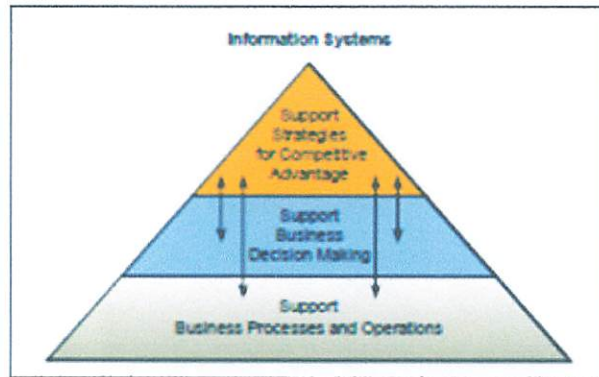 Information Systems
Support
Strategies
for Competitive
Advantage
Support
Business
Decision Making
Support
Business Processes and Operations